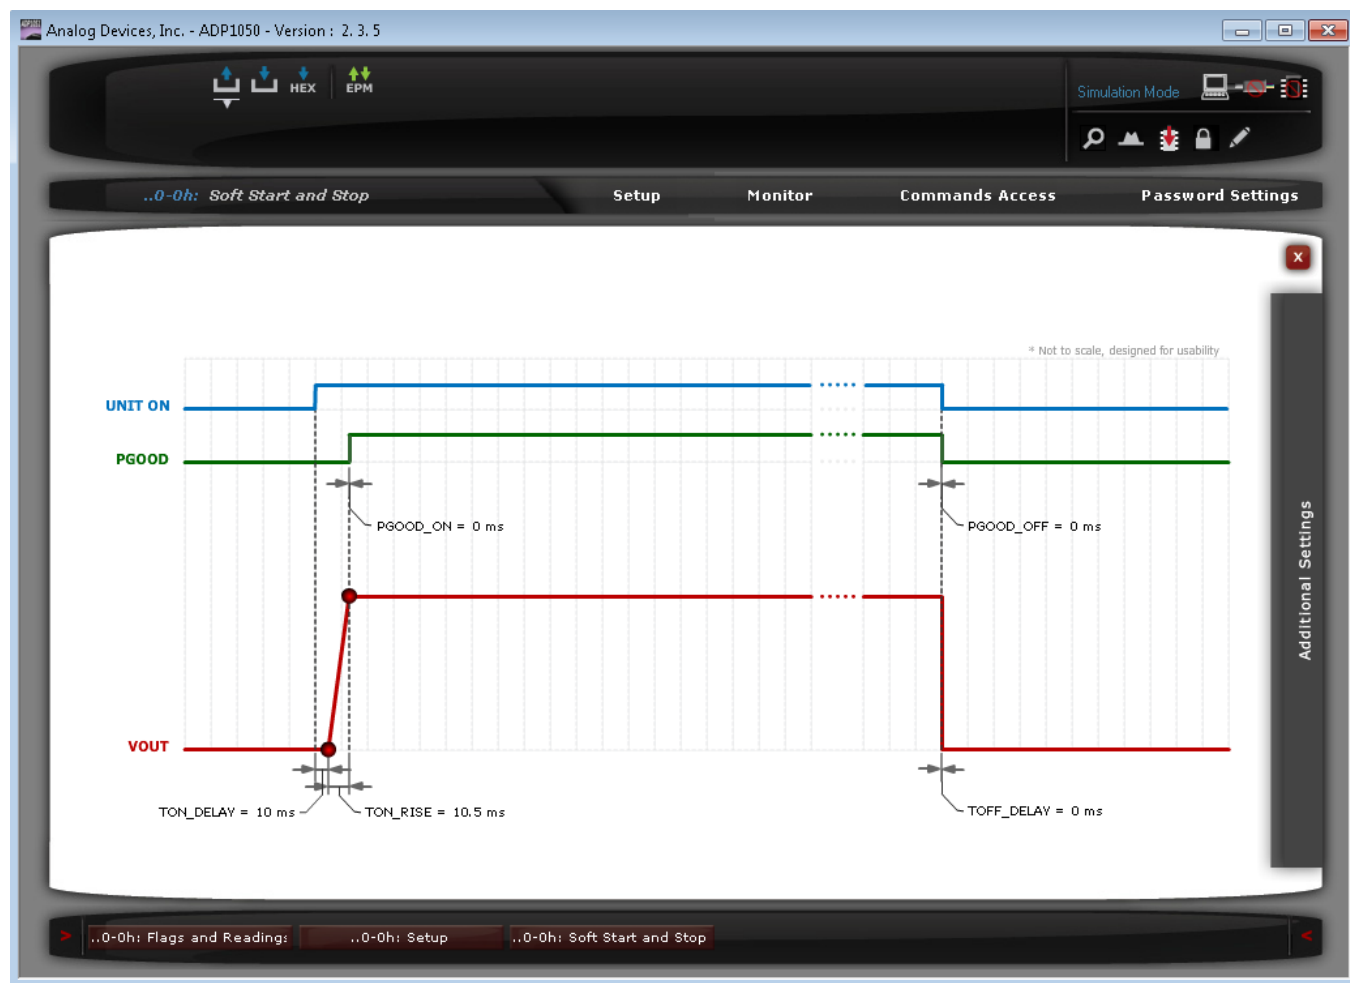 Analog Devices, Inc. - ADP1050 - Version : 2. 3. 5
HEX
EPM
Simulation Mode
..0-0h: Soft Start and Stop
Setup
Monitor
Commands Access
Password Settings
X
* Not to scale, designed for usability
UNIT ON
PGOOD
PGOOD_ON = 0 ms
PGOOD_OFF = 0 ms
Additional Settings
VOUT
TON_DELAY = 10 ms
TON_RISE = 10.5 ms
TOFF_DELAY = 0 ms
> ..0-0h: Flags and Readings
..0-0h: Setup
..0-0h: Soft Start and Stop <